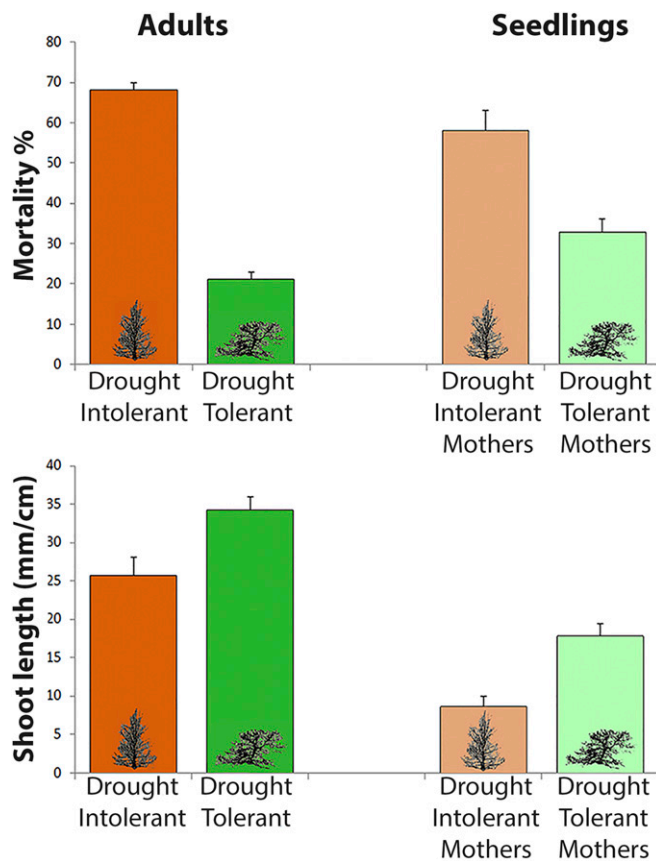 Adults
Seedlings
Mortality %
80
70
60
50
40
30
20
10
0
Drought
Intolerant
Drought
Tolerant
Drought
Intolerant
Mothers
Drought
Tolerant
Mothers
Shoot length (mm/cm)
40
35
30
25
20
15
10
5
0
Drought
Intolerant
Drought
Tolerant
Drought
Intolerant
Mothers
Drought
Tolerant
Mothers